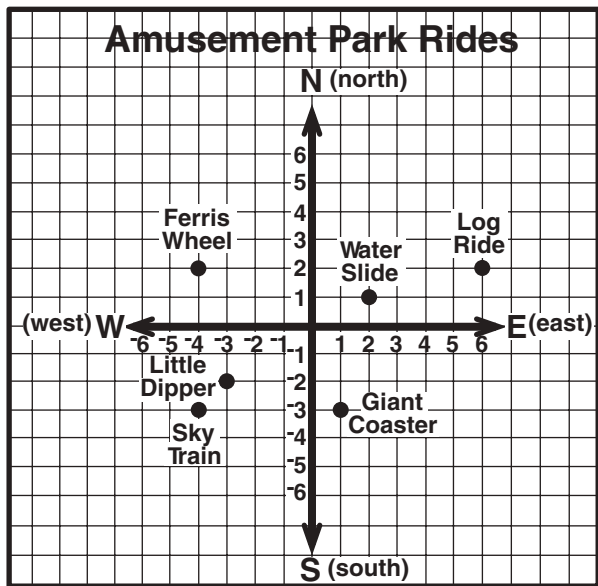 Amusement Park Rides
N (north)
6
5
4
3
2
1
Ferris
Wheel
Water
Slide
Log
Ride
(west) W
E (east)
-6 -5 -4 -3 -2 -1
1 2 3 4 5 6
-1
-2
-3
-4
-5
-6
Little
Dipper
Sky
Train
Giant
Coaster
S (south)